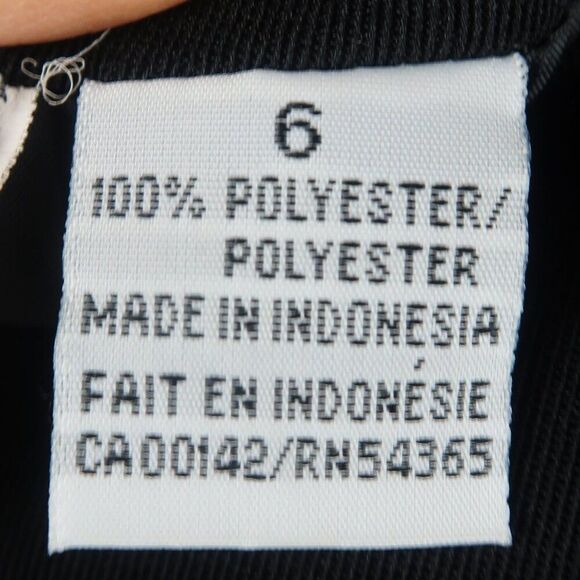 6
100% POLYESTER/
POLYESTER
MADE IN INDONESIA
FAIT EN INDONÉSIE
CA00142/RN54365